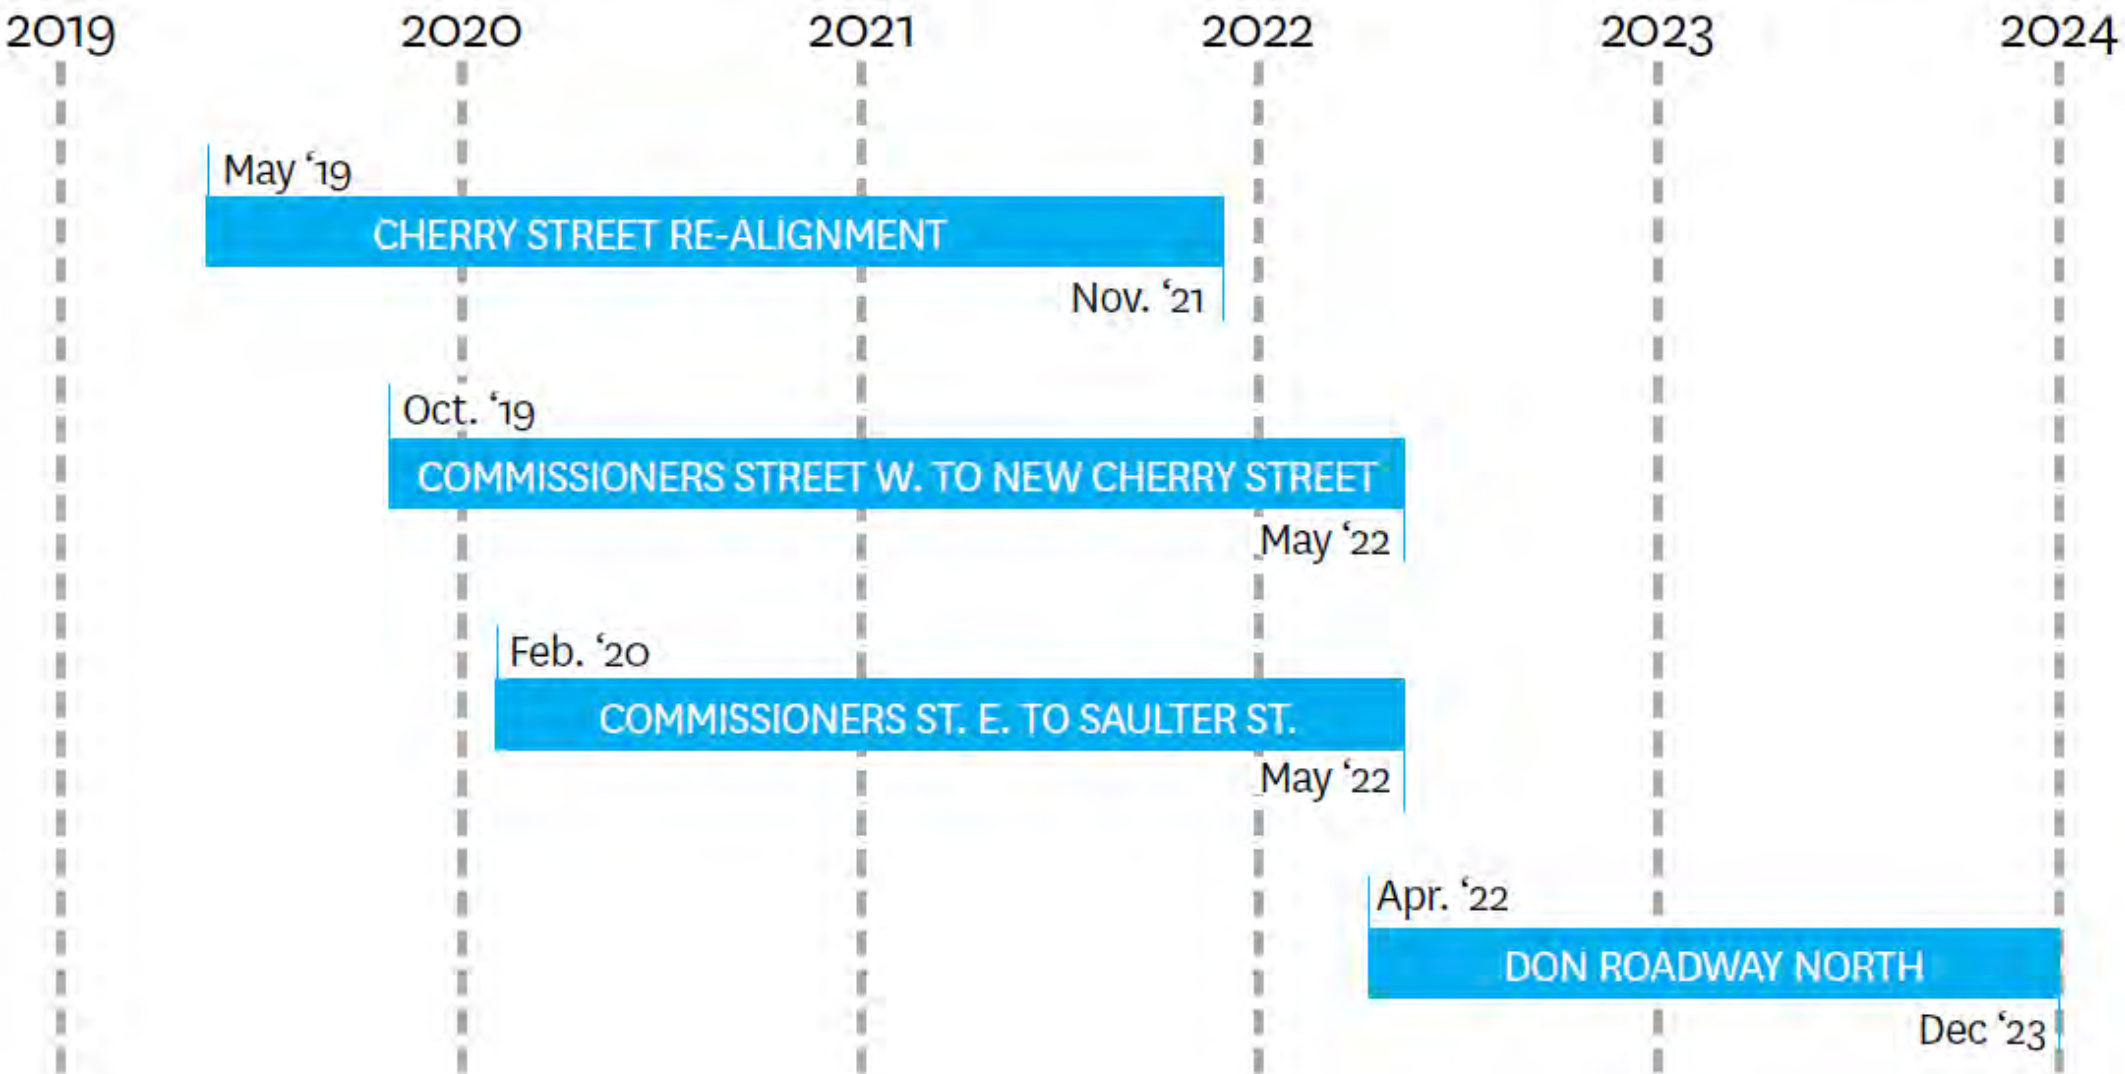 2019 2020 2021 2022 2023 2024
May ‘19
CHERRY STREET RE-ALIGNMENT
Nov. ‘21
Oct. ‘19
COMMISSIONERS STREET W. TO NEW CHERRY STREET
May ‘22
Feb. ‘20
COMMISSIONERS ST. E. TO SAULTER ST.
May ‘22
Apr. ‘22
DON ROADWAY NORTH
Dec ‘23